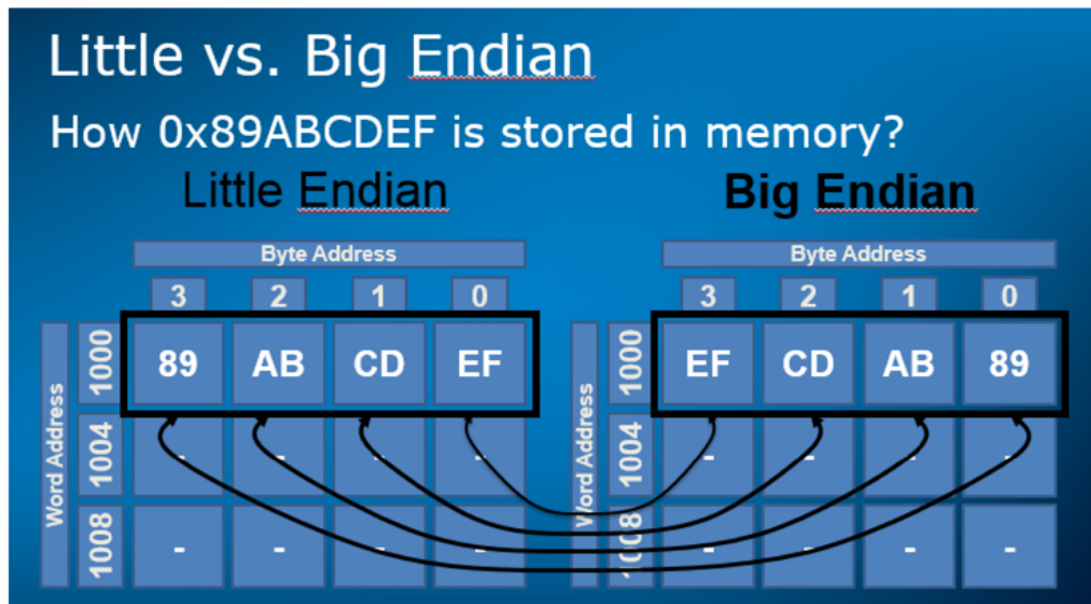 Little vs. Big Endian
How 0x89ABCDEF is stored in memory?
Little Endian
Byte Address
3 2 1 0
Word Address
1000 89 AB CD EF
1004 - - - -
1008 - - - -
Big Endian
Byte Address
3 2 1 0
Word Address
1000 EF CD AB 89
1004 - - - -
1008 - - - -